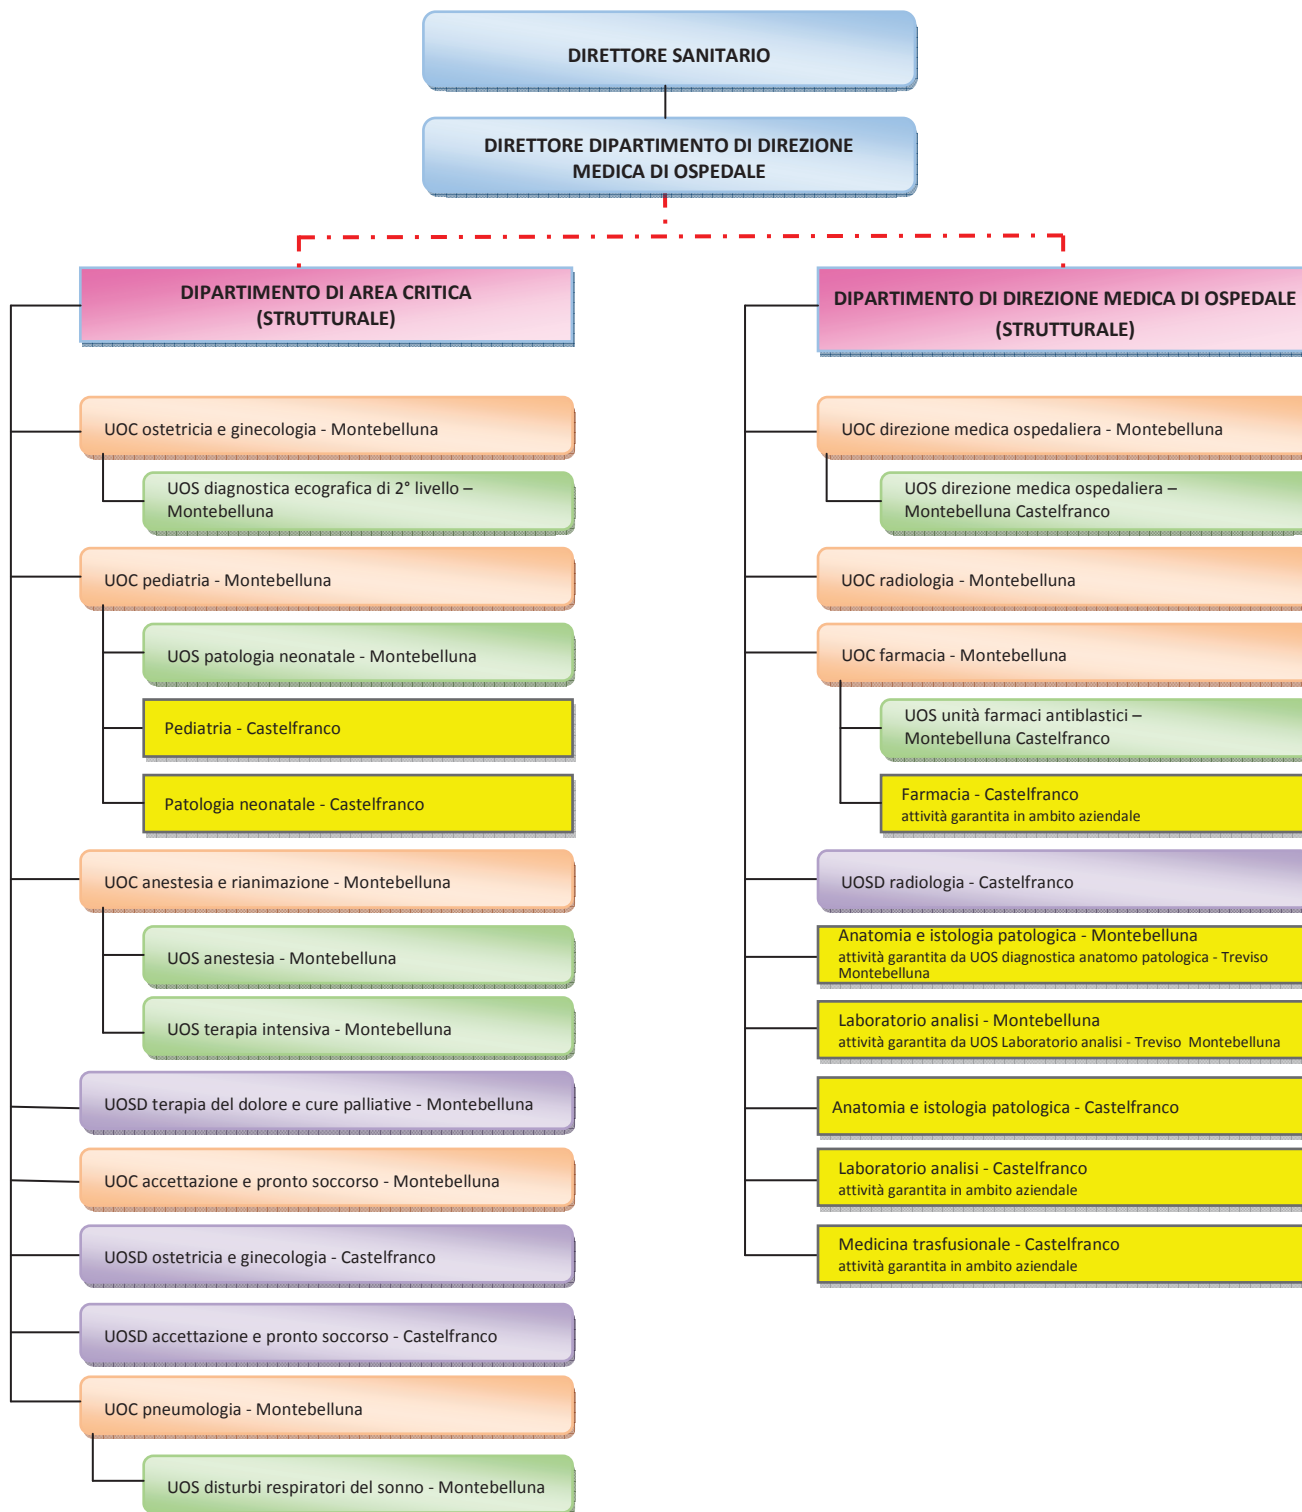 DIRETTORE SANITARIO
DIRETTORE DIPARTIMENTO DI DIREZIONE
MEDICA DI OSPEDALE
DIPARTIMENTO DI AREA CRITICA
(STRUTTURALE)
UOC ostetricia e ginecologia - Montebelluna
UOS diagnostica ecografica di 2° livello –
Montebelluna
UOC pediatria - Montebelluna
UOS patologia neonatale - Montebelluna
Pediatria - Castelfranco
Patologia neonatale - Castelfranco
UOC anestesia e rianimazione - Montebelluna
UOS anestesia - Montebelluna
UOS terapia intensiva - Montebelluna
UOSD terapia del dolore e cure palliative - Montebelluna
UOC accettazione e pronto soccorso - Montebelluna
UOSD ostetricia e ginecologia - Castelfranco
UOSD accettazione e pronto soccorso - Castelfranco
UOC pneumologia - Montebelluna
UOS disturbi respiratori del sonno - Montebelluna
DIPARTIMENTO DI DIREZIONE MEDICA DI OSPEDALE
(STRUTTURALE)
UOC direzione medica ospedaliera - Montebelluna
UOS direzione medica ospedaliera –
Montebelluna Castelfranco
UOC radiologia - Montebelluna
UOC farmacia - Montebelluna
UOS unità farmaci antiblastici –
Montebelluna Castelfranco
Farmacia - Castelfranco
attività garantita in ambito aziendale
UOSD radiologia - Castelfranco
Anatomia e istologia patologica - Montebelluna
attività garantita da UOS diagnostica anatomo patologica - Treviso
Montebelluna
Laboratorio analisi - Montebelluna
attività garantita da UOS Laboratorio analisi - Treviso  Montebelluna
Anatomia e istologia patologica - Castelfranco
Laboratorio analisi - Castelfranco
attività garantita in ambito aziendale
Medicina trasfusionale - Castelfranco
attività garantita in ambito aziendale